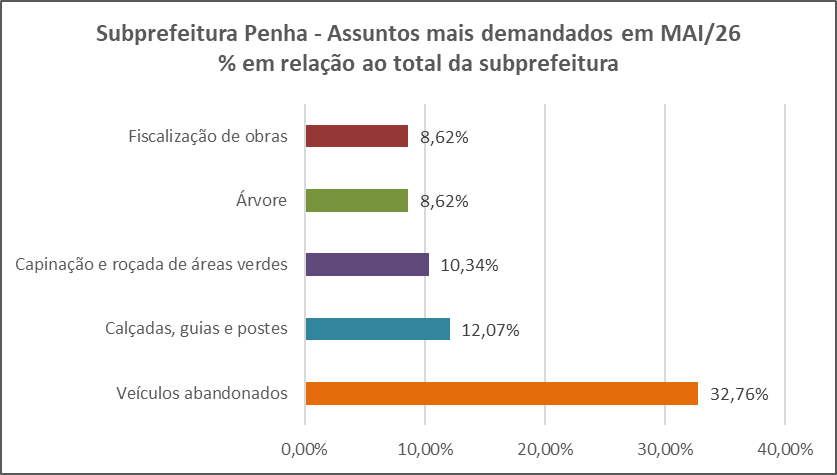 Subprefeitura Penha - Assuntos mais demandados em MAI/26
% em relação ao total da subprefeitura
Fiscalização de obras 8,62%
Árvore 8,62%
Capinação e roçada de áreas verdes 10,34%
Calçadas, guias e postes 12,07%
Veículos abandonados 32,76%
0,00% 10,00% 20,00% 30,00% 40,00%